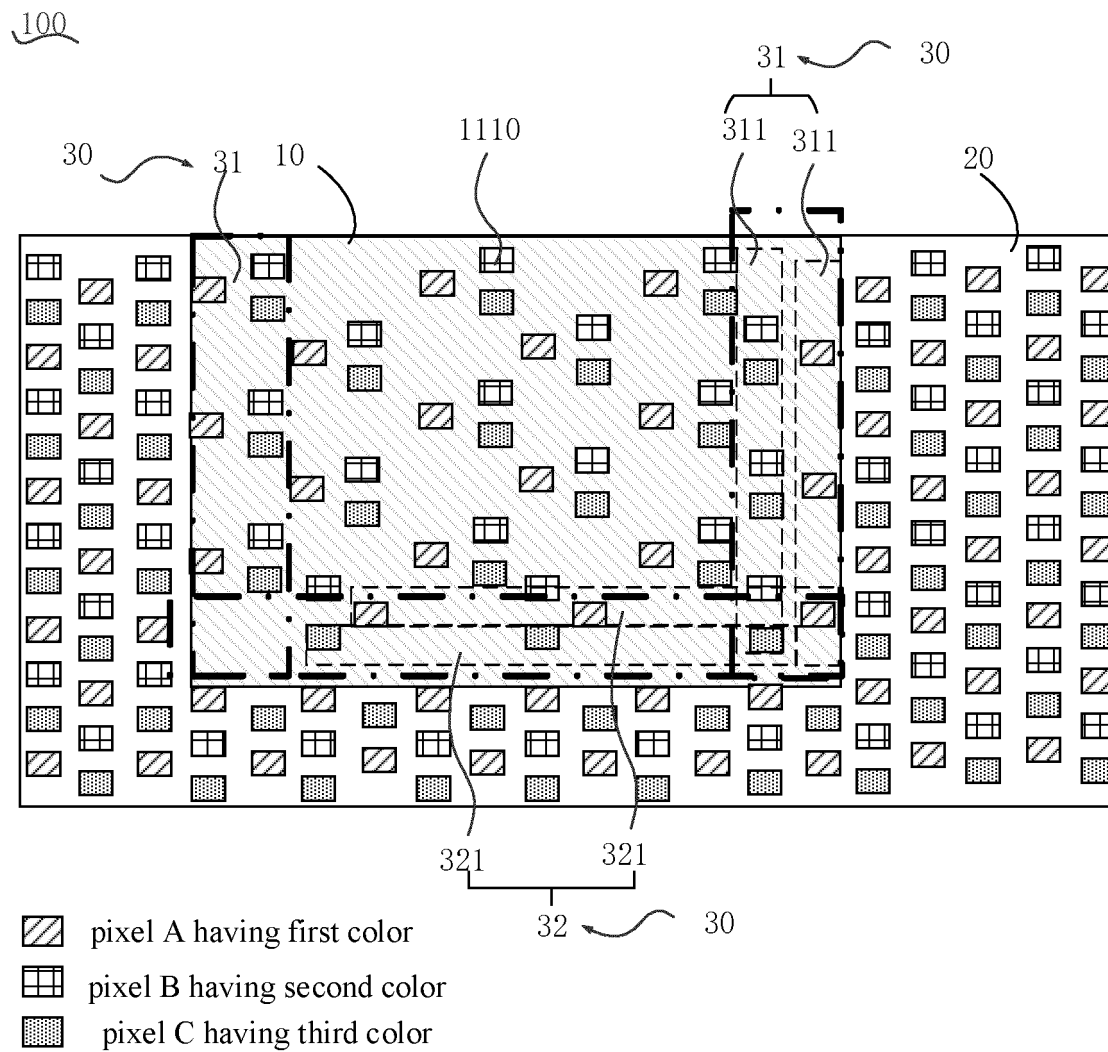 100
31 30
30 31 10 1110 311 311 20
321 321
32 30
pixel A having first color
pixel B having second color
pixel C having third color